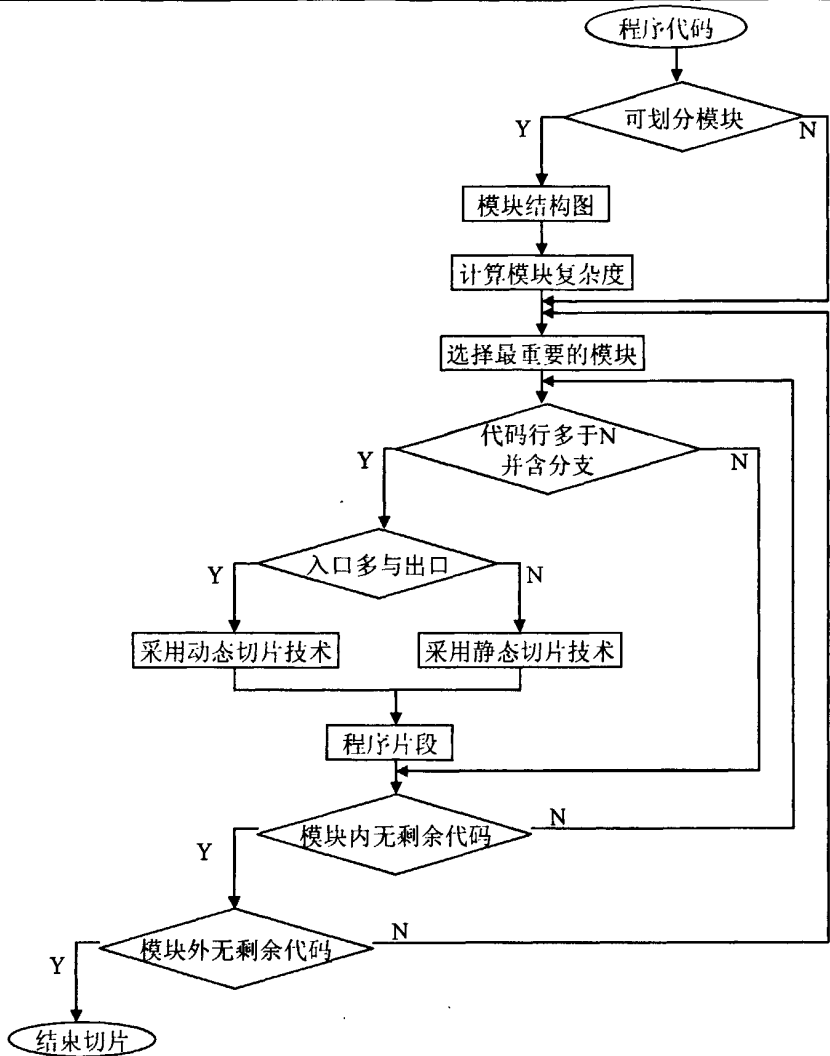 程序代码
可划分模块
Y
N
模块结构图
计算模块复杂度
选择最重要的模块
代码行多于N
并含分支
Y
N
入口多与出口
Y
N
采用动态切片技术
采用静态切片技术
程序片段
模块内无剩余代码
N
Y
模块外无剩余代码
N
Y
结束切片